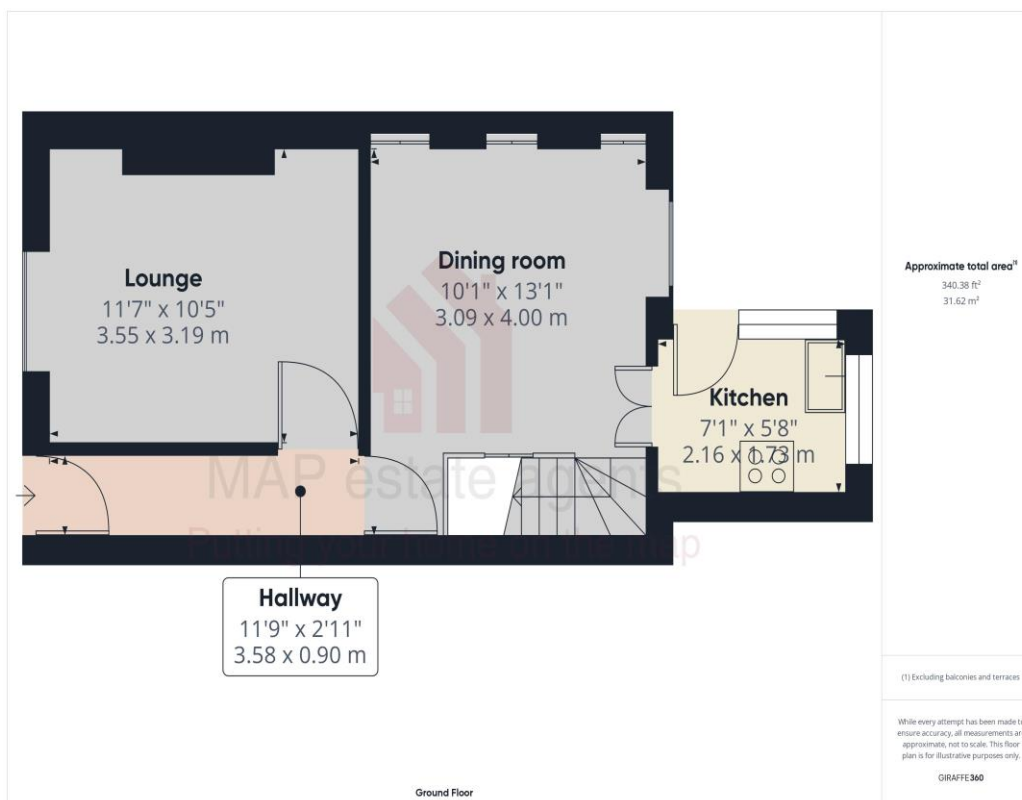 Lounge
11'7" x 10'5"
3.55 x 3.19 m
Dining room
10'1" x 13'1"
3.09 x 4.00 m
Kitchen
7'1" x 5'8"
2.16 x 1.73 m
MAP estate agents
Putting your home on the map
Hallway
11'9" x 2'11"
3.58 x 0.90 m
Ground Floor
Approximate total area⁽¹⁾
340.38 ft²
31.62 m²
(1) Excluding balconies and terraces
While every attempt has been made to
ensure accuracy, all measurements are
approximate, not to scale. This floor
plan is for illustrative purposes only.
GIRAFFE360